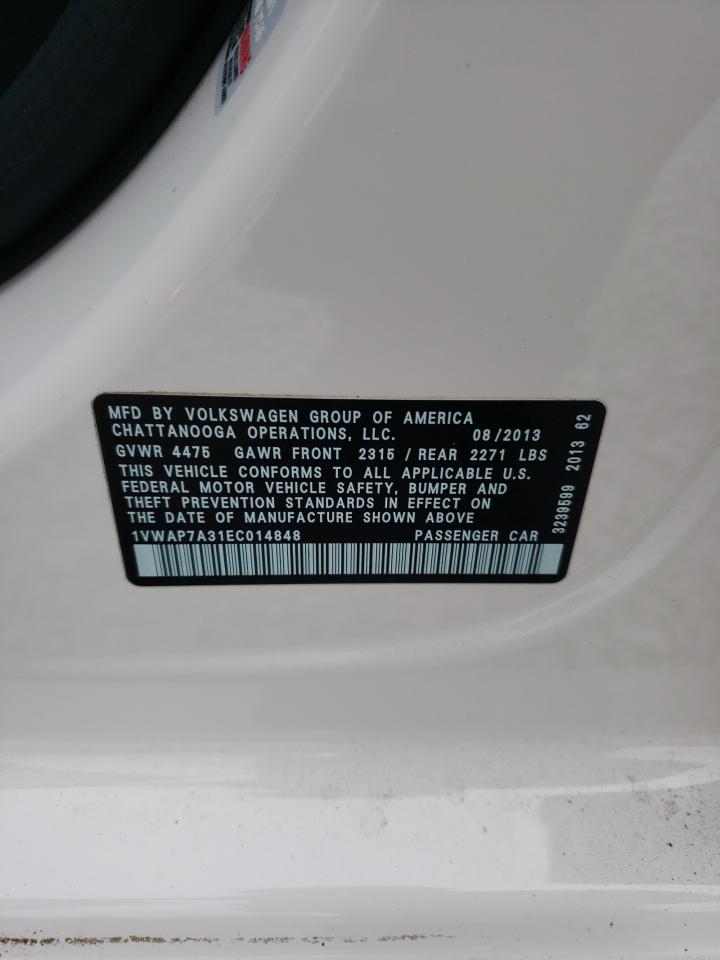 MFD BY VOLKSWAGEN GROUP OF AMERICA
CHATTANOOGA OPERATIONS, LLC. 08/2013
GVWR 4475 GAWR FRONT 2315 / REAR 2271 LBS
THIS VEHICLE CONFORMS TO ALL APPLICABLE U.S.
FEDERAL MOTOR VEHICLE SAFETY, BUMPER AND
THEFT PREVENTION STANDARDS IN EFFECT ON
THE DATE OF MANUFACTURE SHOWN ABOVE
1VWAP7A31EC014848 PASSENGER CAR
3239599 2013 62